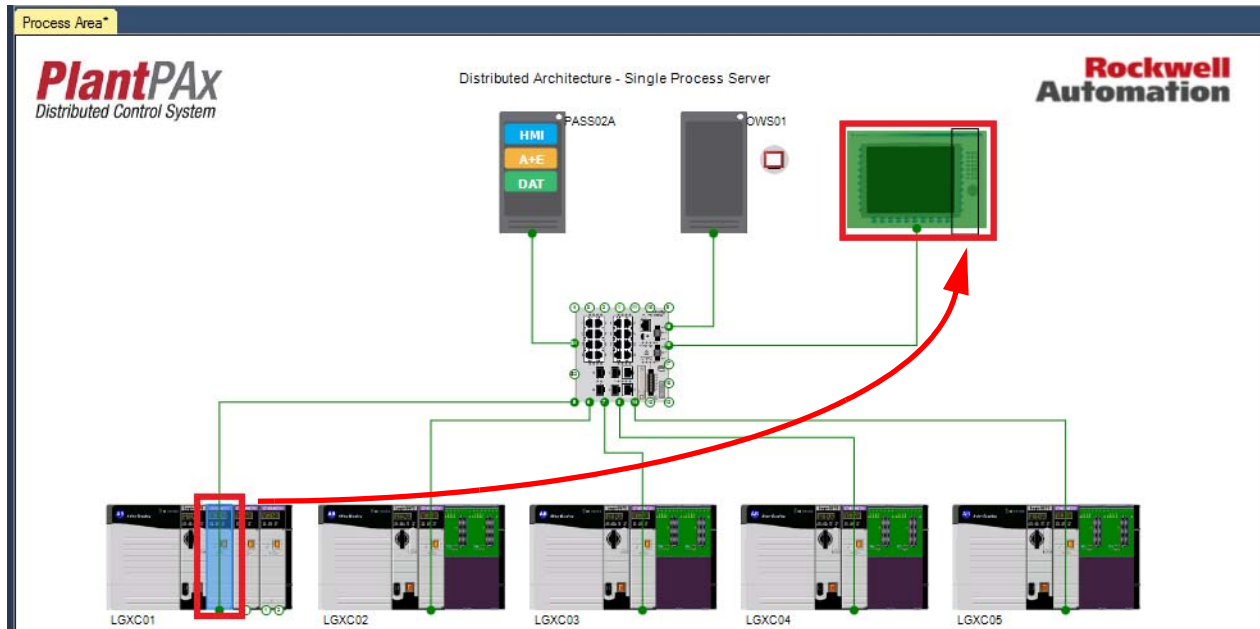 Process Area*
PlantPAx
Distributed Control System
Distributed Architecture - Single Process Server
Rockwell
Automation
PASS02A
OWS01
HMI
A+E
DAT
LGXC01
LGXC02
LGXC03
LGXC04
LGXC05